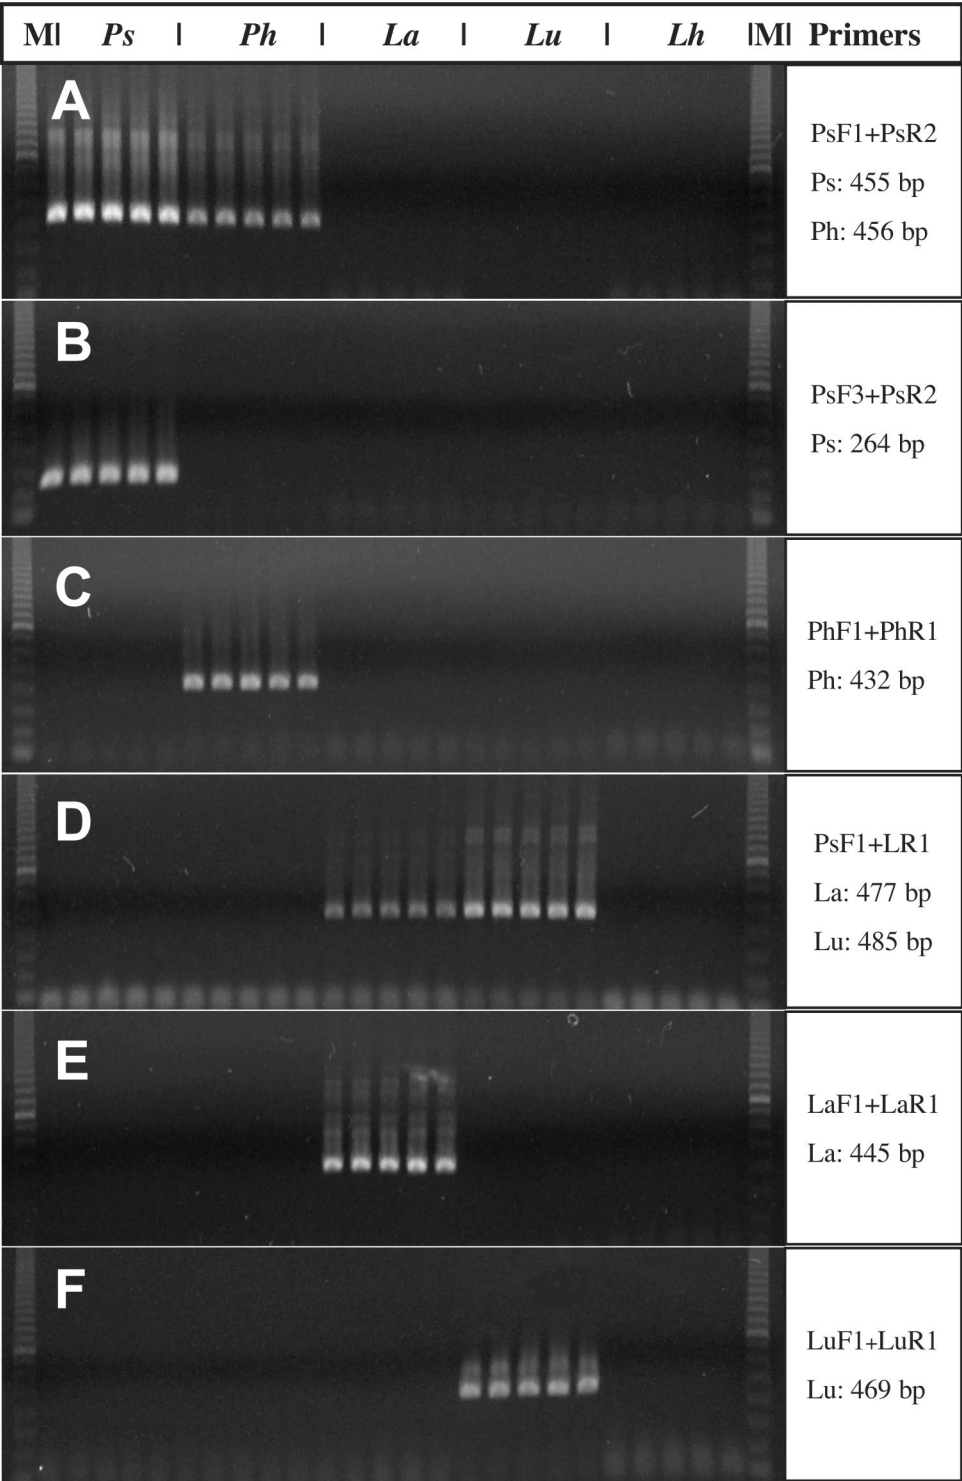 M| Ps | Ph | La | Lu | Lh |M| Primers
A
PsF1+PsR2
Ps: 455 bp
Ph: 456 bp
B
PsF3+PsR2
Ps: 264 bp
C
PhF1+PhR1
Ph: 432 bp
D
PsF1+LR1
La: 477 bp
Lu: 485 bp
E
LaF1+LaR1
La: 445 bp
F
LuF1+LuR1
Lu: 469 bp